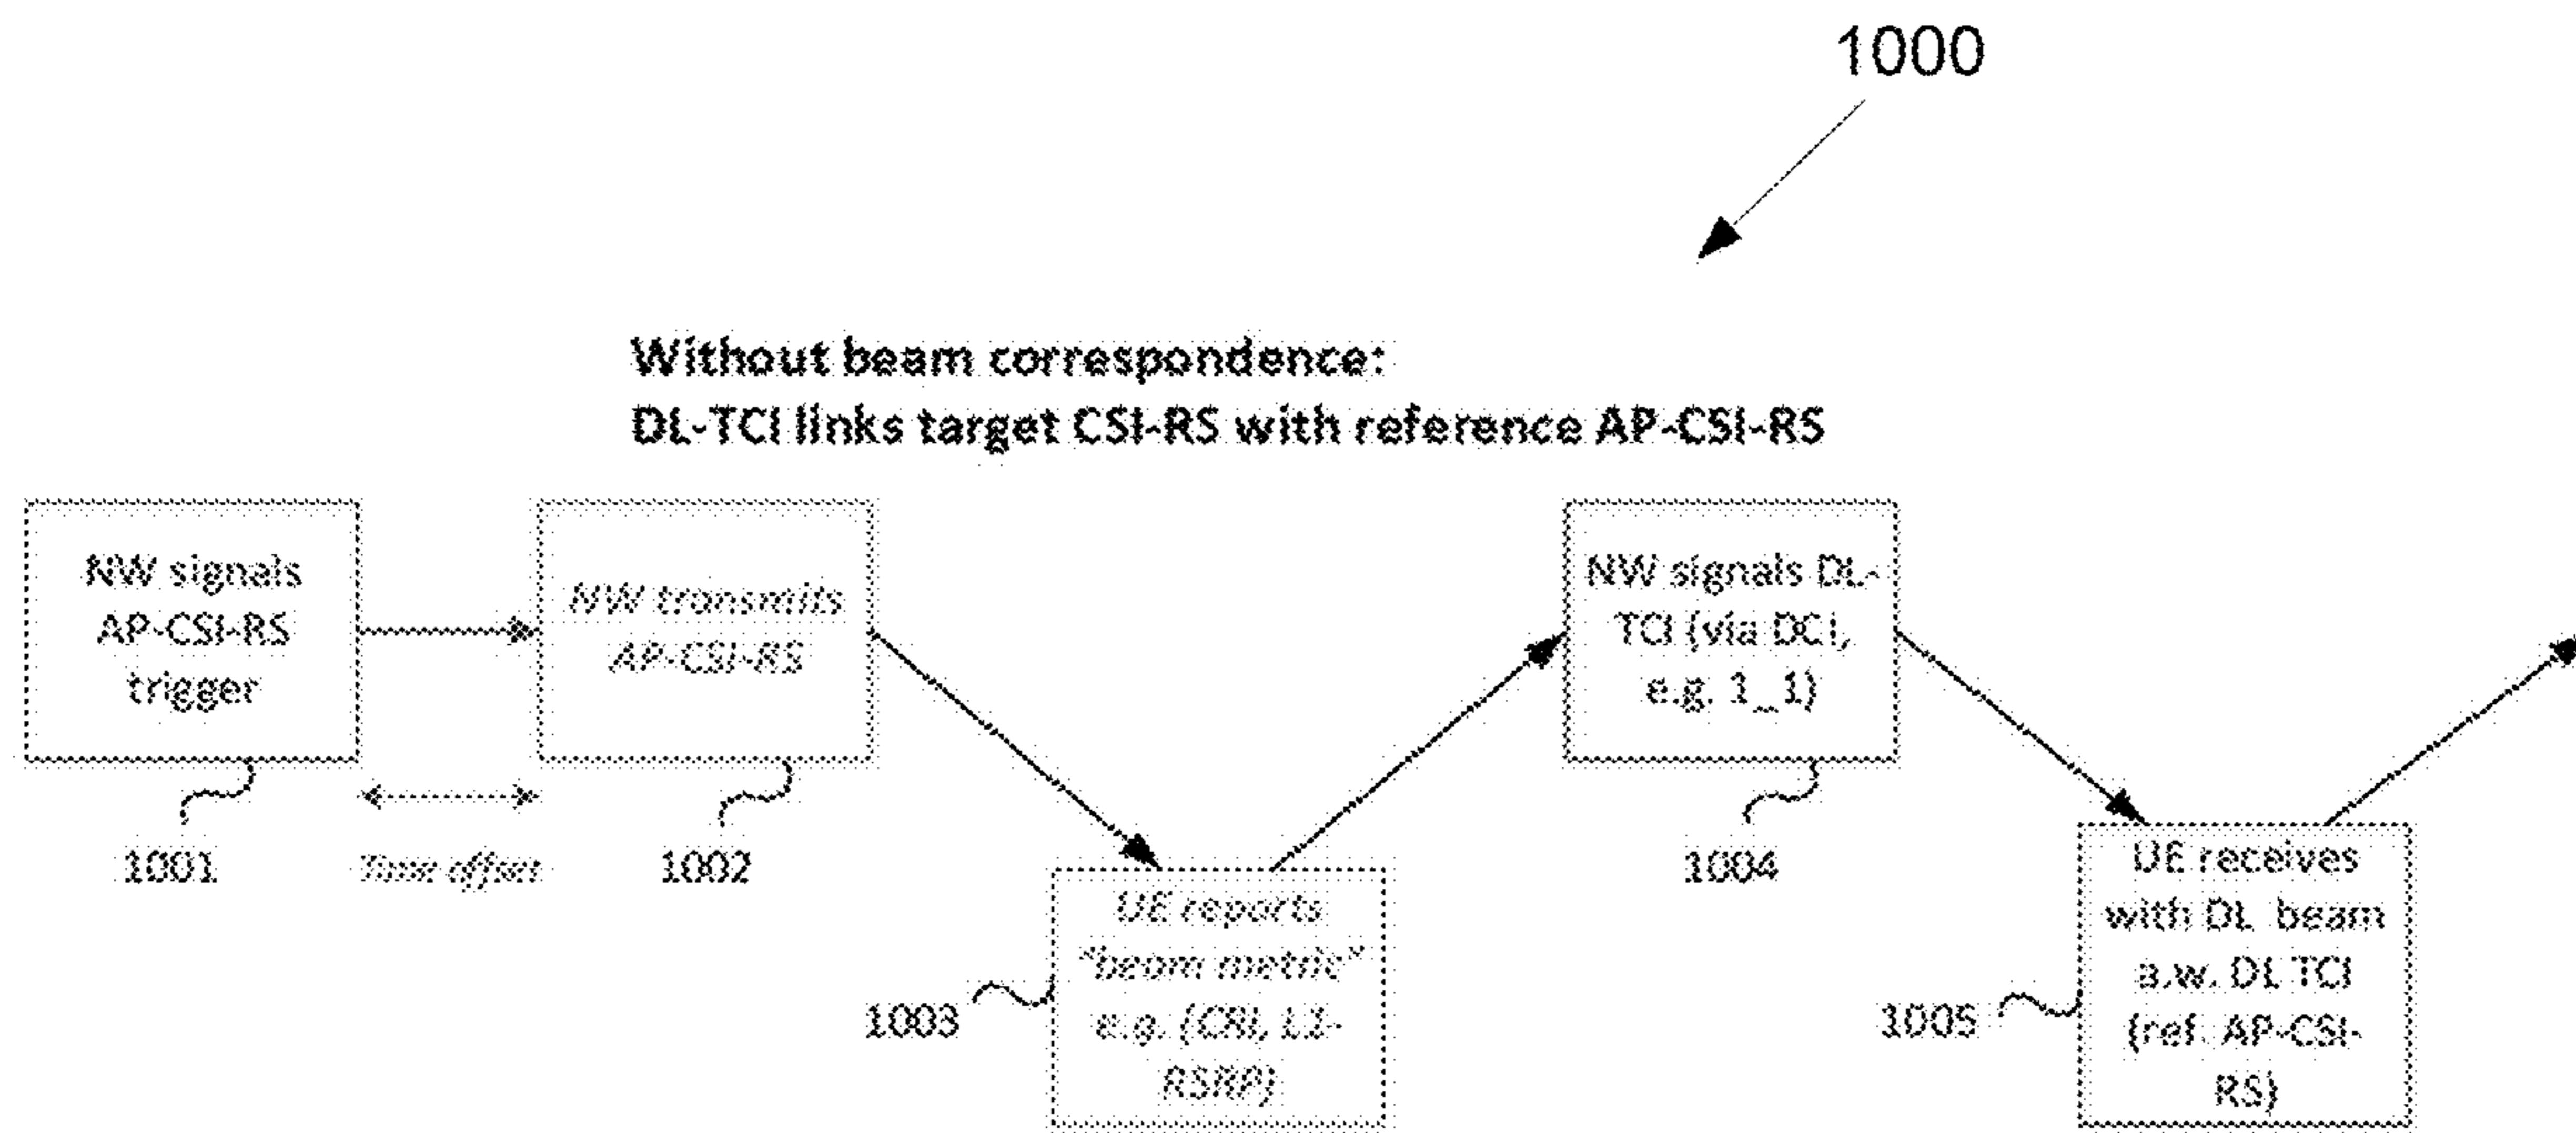 1000
Without beam correspondence:
DL-TCI links target CSI-RS with reference AP-CSI-RS
NW signals
AP-CSI-RS
trigger
1001
Time offset
NW transmits
AP-CSI-RS
1002
UE reports
"beam metric"
e.g. (CRI, L1-
RSRP)
1003
NW signals DL-
TCI (via DCI,
e.g. 1_1)
1004
UE receives
with DL beam
a.w. DL TCI
(ref. AP-CSI-
RS)
1005